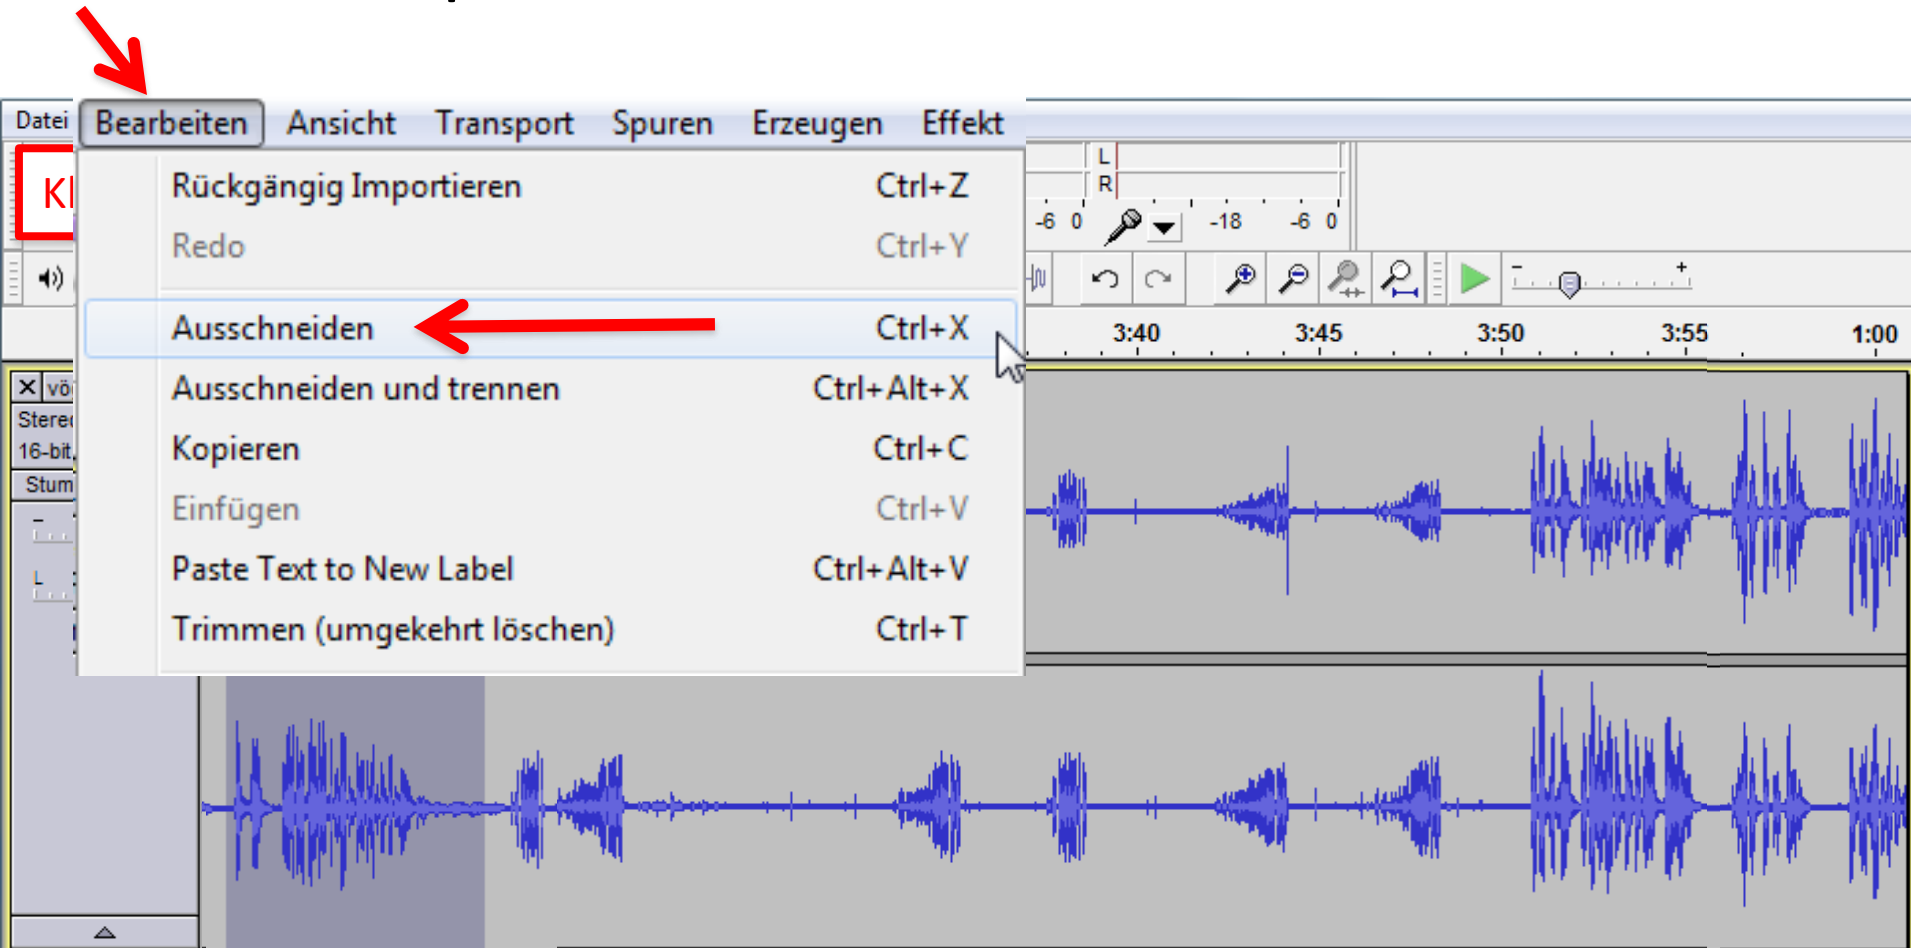 Datei Bearbeiten Ansicht Transport Spuren Erzeugen Effekt
Rückgängig Importieren Ctrl+Z
Redo Ctrl+Y
Ausschneiden Ctrl+X
Ausschneiden und trennen Ctrl+Alt+X
Kopieren Ctrl+C
Einfügen Ctrl+V
Paste Text to New Label Ctrl+Alt+V
Trimmen (umgekehrt löschen) Ctrl+T
L
R
-6 0 -18 -6 0
- +
3:40 3:45 3:50 3:55 1:00
16-bit,
-
L